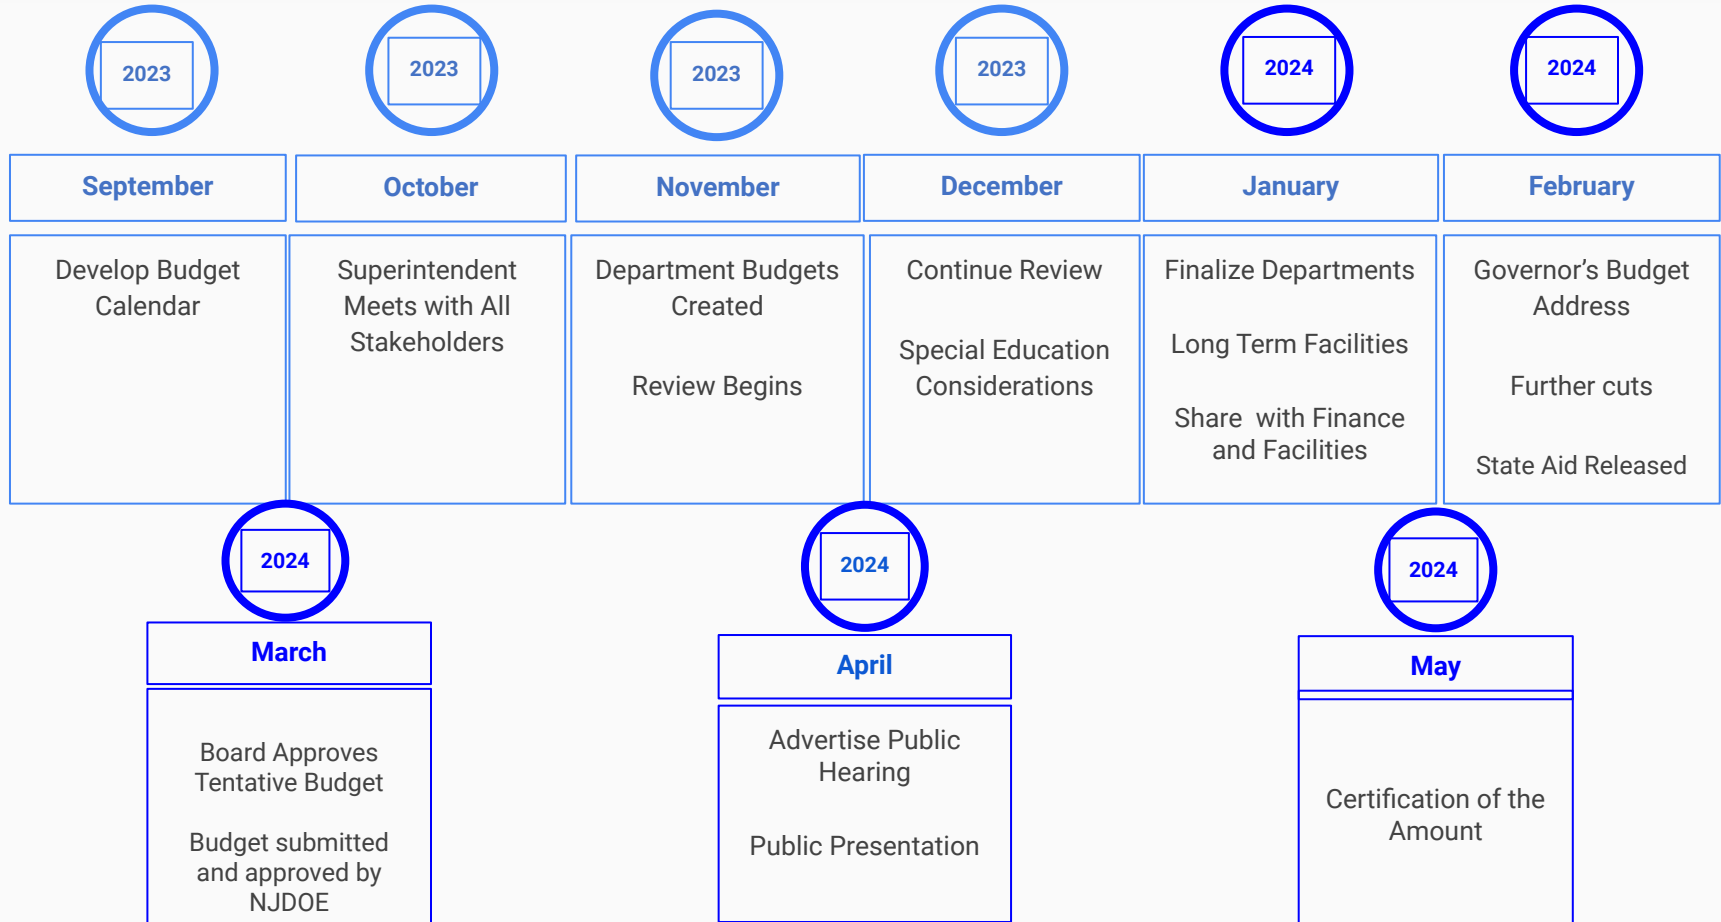 2023
2023
2023
2023
2024
2024
September
October
November
December
January
February
Develop Budget
Calendar
Superintendent
Meets with All
Stakeholders
Department Budgets
Created
Review Begins
Continue Review
Special Education
Considerations
Finalize Departments
Long Term Facilities
Share  with Finance
and Facilities
Governor’s Budget
Address
Further cuts
State Aid Released
2024
2024
2024
March
April
May
Board Approves
Tentative Budget
Budget submitted
and approved by
NJDOE
Advertise Public
Hearing
Public Presentation
Certification of the
Amount